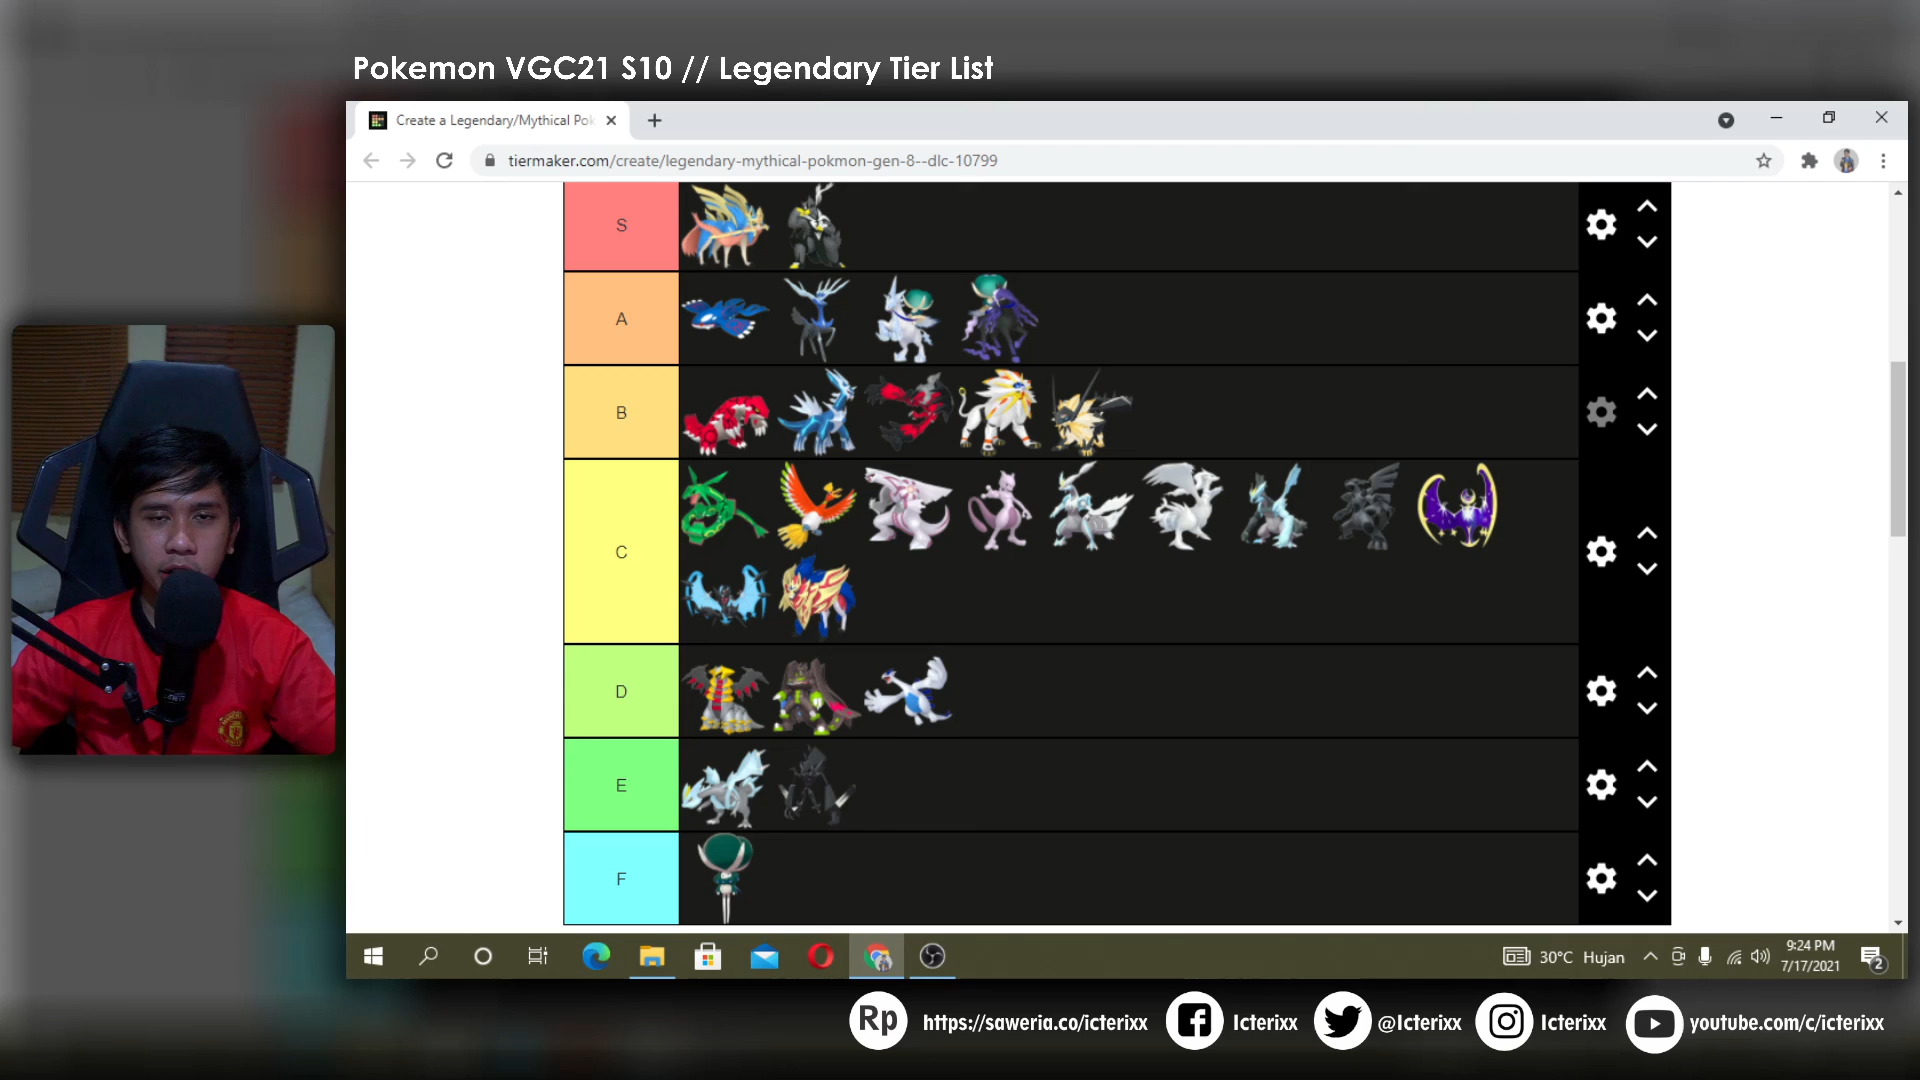 Pokemon VGC21 S10 // Legendary Tier List
Create a Legendary/Mythical Pok
tiermaker.com/create/legendary-mythical-pokmon-gen-8--dlc-10799
S
A
B
C
D
E
F
30°C Hujan
9:24 PM
7/17/2021
2
Rp https://saweria.co/icterixx Icterixx @Icterixx Icterixx youtube.com/c/icterixx